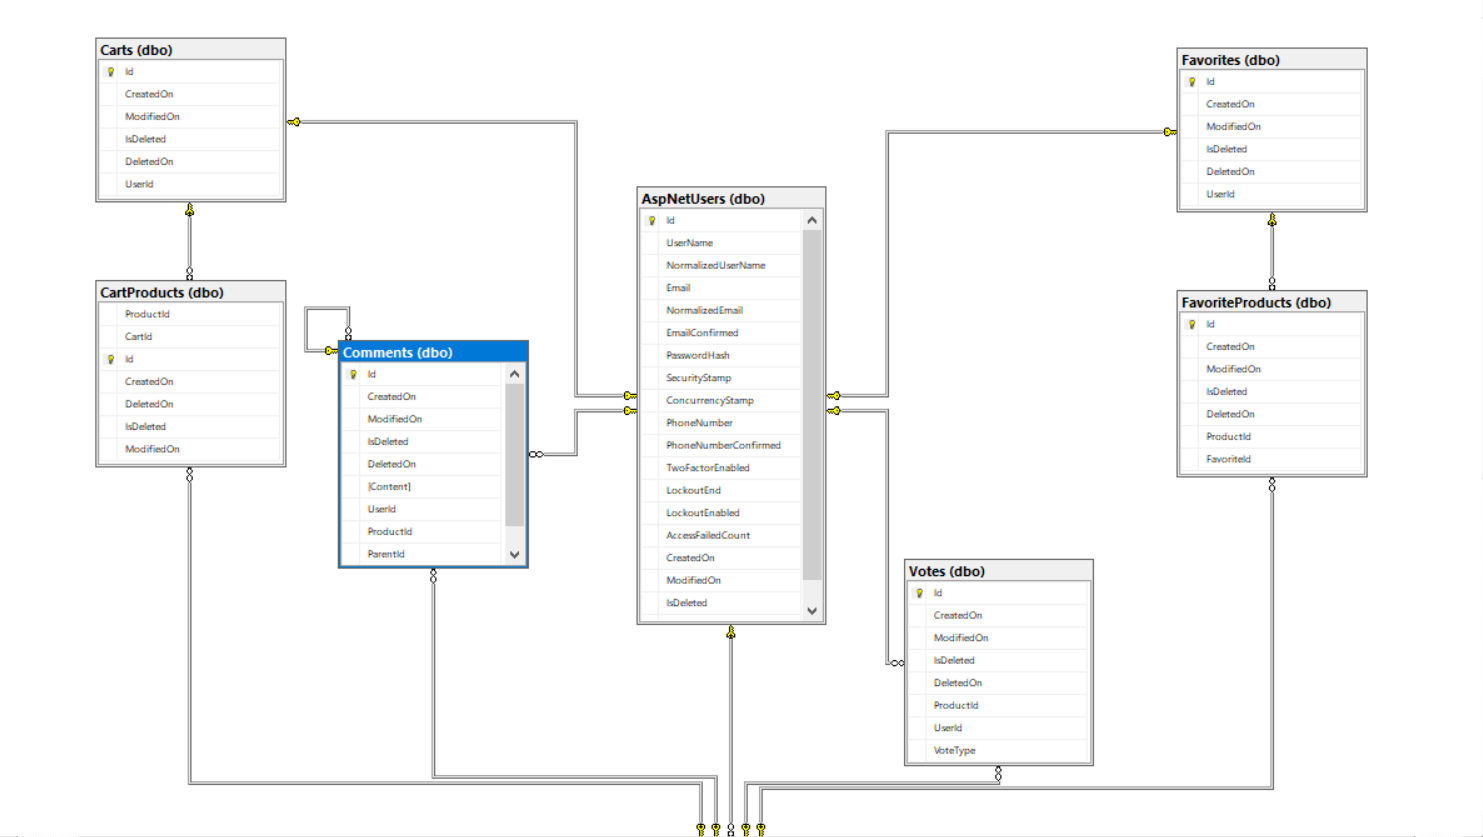 Carts (dbo)
Id
CreatedOn
ModifiedOn
IsDeleted
DeletedOn
UserId
Favorites (dbo)
Id
CreatedOn
ModifiedOn
IsDeleted
DeletedOn
UserId
AspNetUsers (dbo)
Id
UserName
NormalizedUserName
Email
NormalizedEmail
EmailConfirmed
PasswordHash
SecurityStamp
ConcurrencyStamp
PhoneNumber
PhoneNumberConfirmed
TwoFactorEnabled
LockoutEnd
LockoutEnabled
AccessFailedCount
CreatedOn
ModifiedOn
IsDeleted
CartProducts (dbo)
ProductId
CartId
Id
CreatedOn
DeletedOn
IsDeleted
ModifiedOn
Comments (dbo)
Id
CreatedOn
ModifiedOn
IsDeleted
DeletedOn
[Content]
UserId
ProductId
ParentId
FavoriteProducts (dbo)
Id
CreatedOn
ModifiedOn
IsDeleted
DeletedOn
ProductId
FavoriteId
Votes (dbo)
Id
CreatedOn
ModifiedOn
IsDeleted
DeletedOn
ProductId
UserId
VoteType